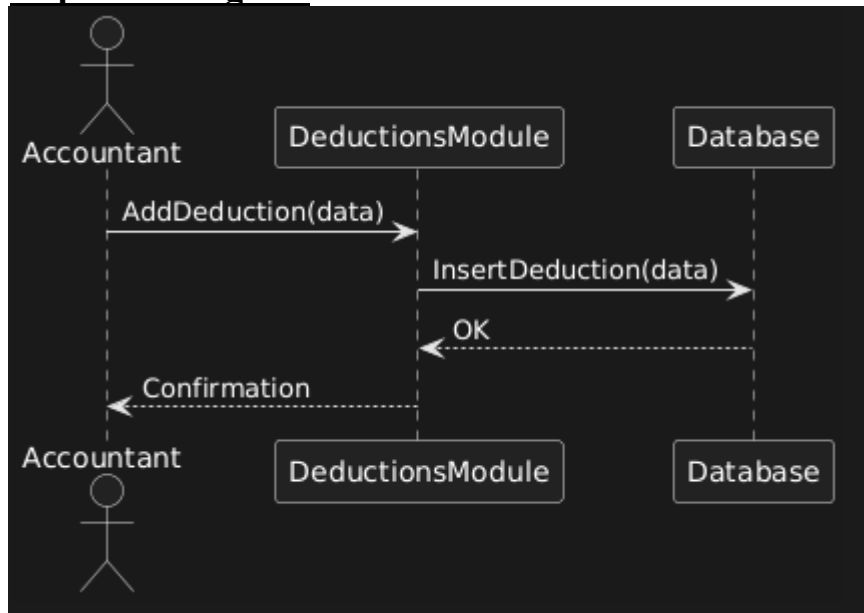 Accountant
DeductionsModule
Database
AddDeduction(data)
InsertDeduction(data)
OK
Confirmation
Accountant
DeductionsModule
Database